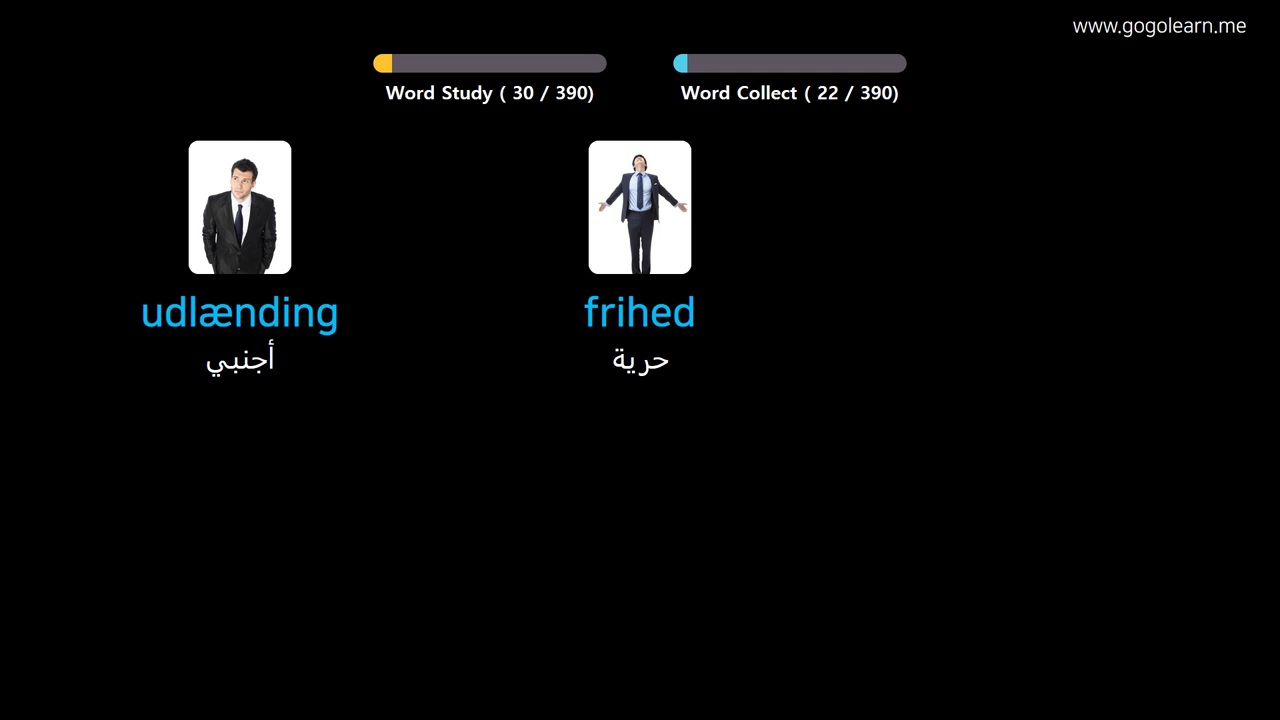 www.gogolearn.me
Word Study ( 30 / 390)
Word Collect ( 22 / 390)
udlænding
أجنبي
frihed
حرية